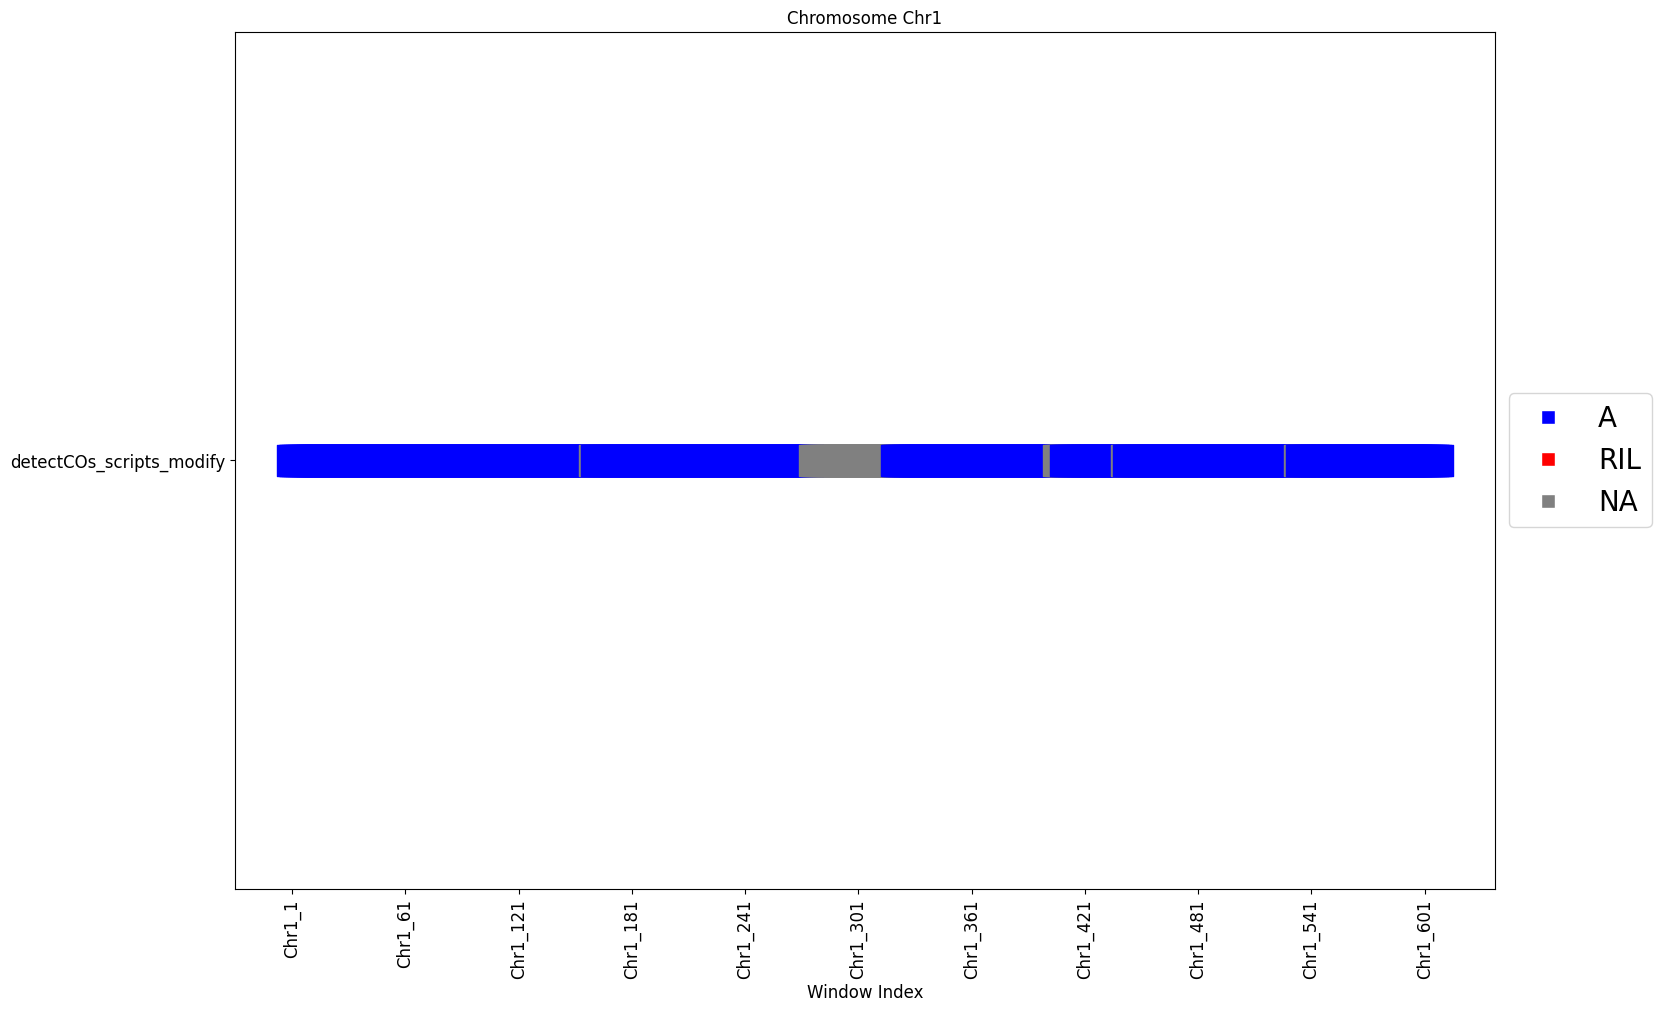 Chromosome Chr1
detectCOs_scripts_modify
A
RIL
NA
Chr1_1
Chr1_61
Chr1_121
Chr1_181
Chr1_241
Chr1_301
Chr1_361
Chr1_421
Chr1_481
Chr1_541
Chr1_601
Window Index